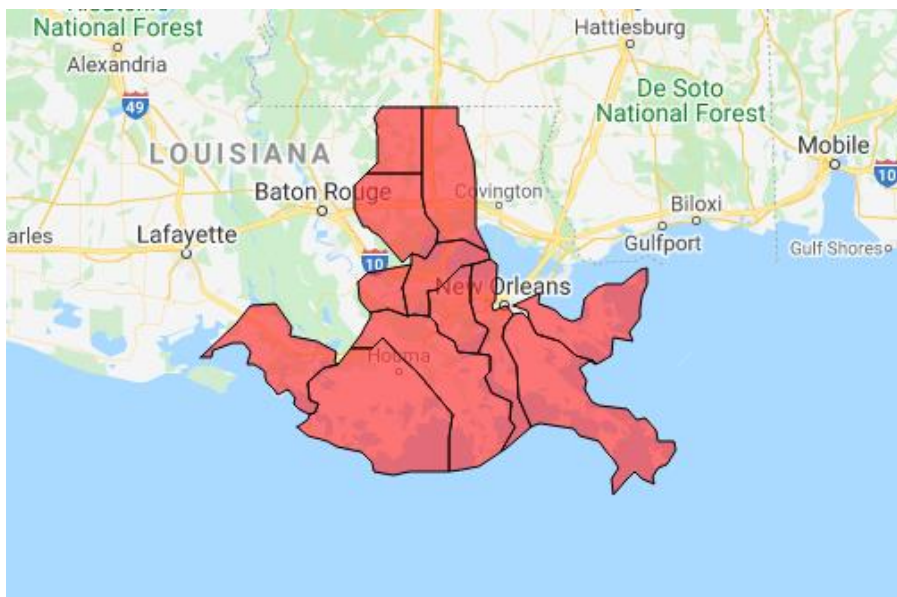 National Forest
Alexandria
49
LOUISIANA
Hattiesburg
De Soto
National Forest
Mobile
10
Baton Rouge
Covington
Biloxi
arles
Lafayette
Gulfport
Gulf Shores
10
New Orleans
Houma